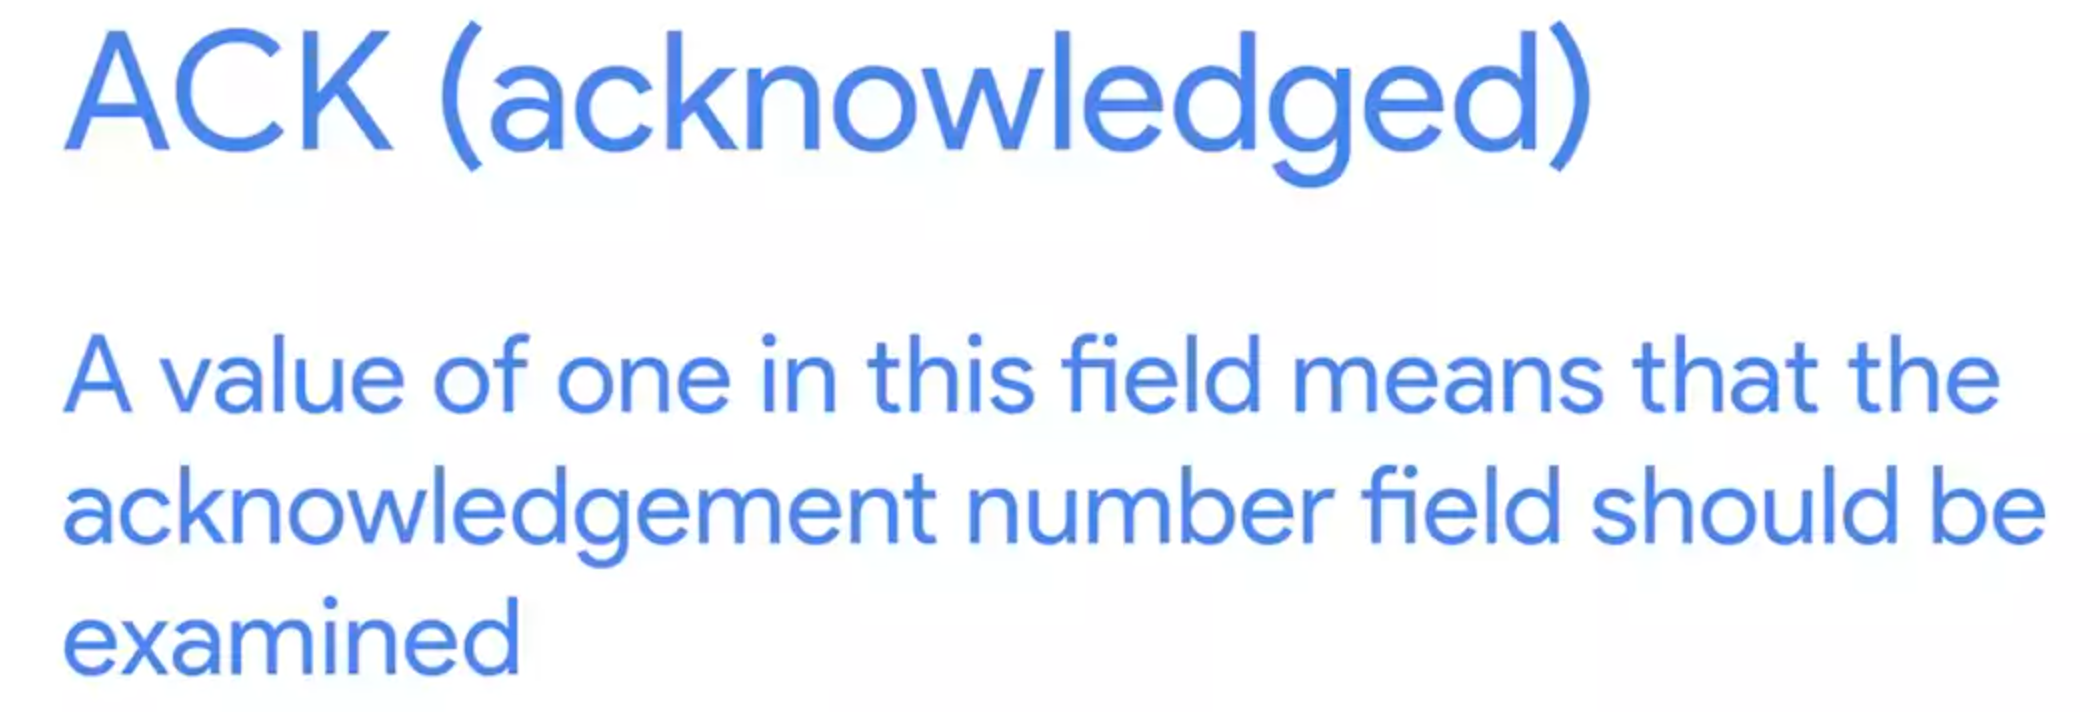 ACK (acknowledged)
A value of one in this field means that the
acknowledgement number field should be
examined